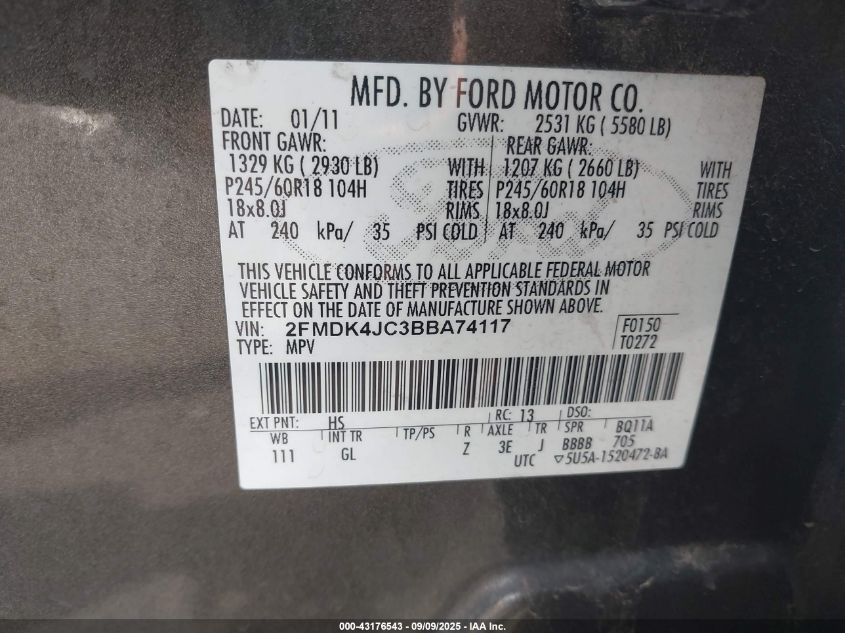 MFD. BY FORD MOTOR CO.
DATE: 01/11 GVWR: 2531 KG ( 5580 LB)
FRONT GAWR: REAR GAWR:
1329 KG ( 2930 LB) WITH 1207 KG ( 2660 LB) WITH
P245/60R18 104H TIRES P245/60R18 104H TIRES
18x8.0J RIMS 18x8.0J RIMS
AT 240 kPa/ 35 PSI COLD AT 240 kPa/ 35 PSI COLD
THIS VEHICLE CONFORMS TO ALL APPLICABLE FEDERAL MOTOR
VEHICLE SAFETY AND THEFT PREVENTION STANDARDS IN
EFFECT ON THE DATE OF MANUFACTURE SHOWN ABOVE.
VIN: 2FMDK4JC3BBA74117 F0150
TYPE: MPV T0272
EXT PNT: HS RC: 13 DSO:
WB INT TR TP/PS R AXLE TR SPR BQ11A
111 GL Z 3E J BBBB 705
UTC ▽5U5A-1520472-BA
000-43176543 / 09/09/2025 - IAA Inc.